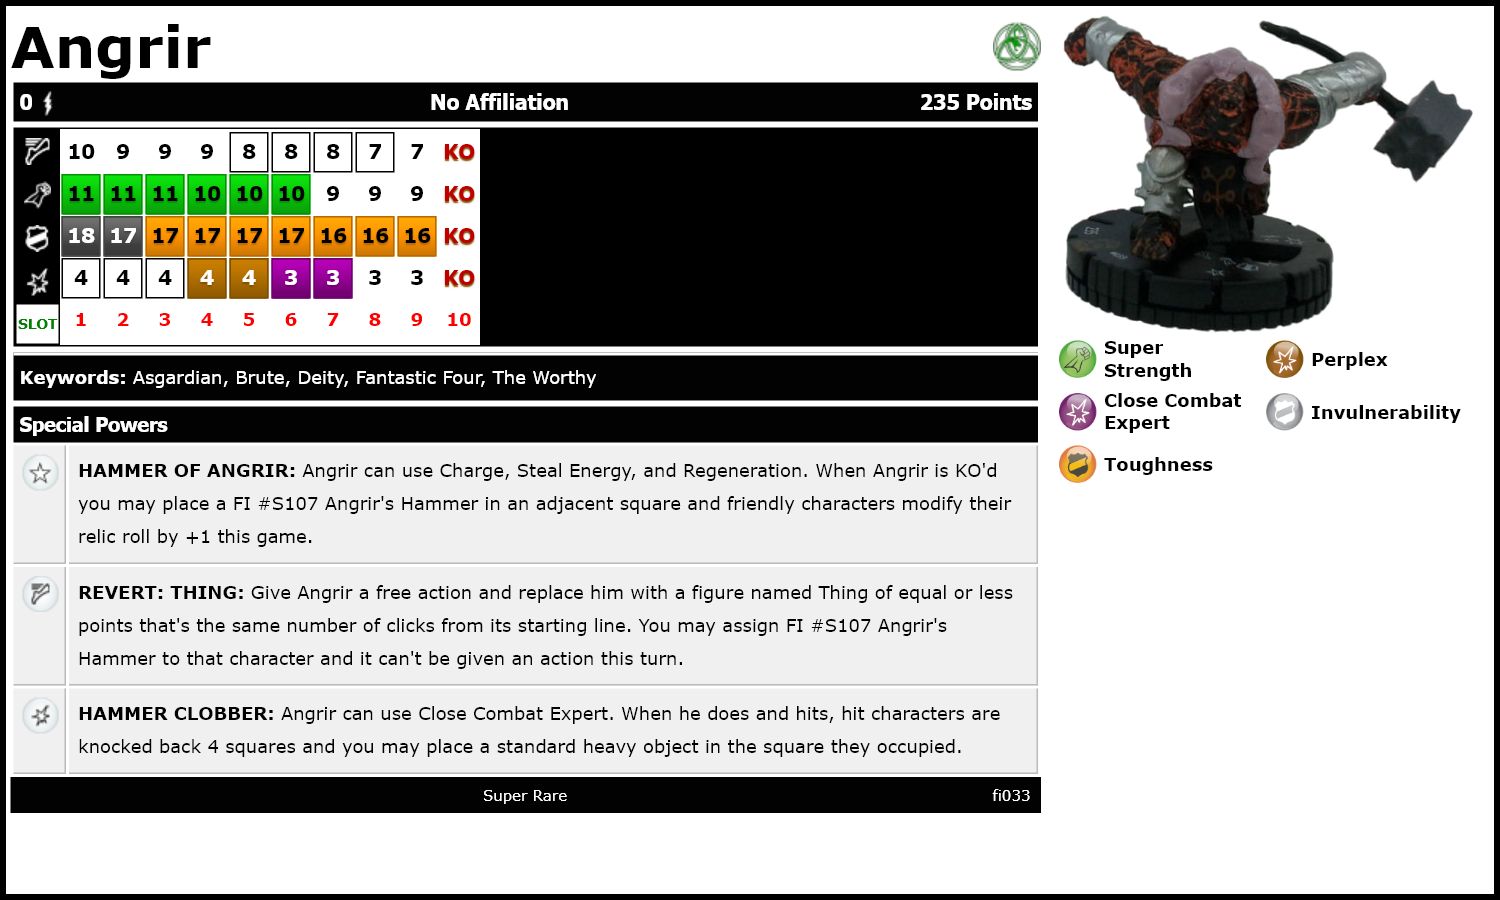 Angrir
0 No Affiliation 235 Points
10 9 9 9 8 8 8 7 7 KO
11 11 11 10 10 10 9 9 9 KO
18 17 17 17 17 17 16 16 16 KO
4 4 4 4 4 3 3 3 3 KO
SLOT 1 2 3 4 5 6 7 8 9 10
Keywords: Asgardian, Brute, Deity, Fantastic Four, The Worthy
Special Powers
HAMMER OF ANGRIR: Angrir can use Charge, Steal Energy, and Regeneration. When Angrir is KO'd
you may place a FI #S107 Angrir's Hammer in an adjacent square and friendly characters modify their
relic roll by +1 this game.
REVERT: THING: Give Angrir a free action and replace him with a figure named Thing of equal or less
points that's the same number of clicks from its starting line. You may assign FI #S107 Angrir's
Hammer to that character and it can't be given an action this turn.
HAMMER CLOBBER: Angrir can use Close Combat Expert. When he does and hits, hit characters are
knocked back 4 squares and you may place a standard heavy object in the square they occupied.
Super Rare fi033
Super
Strength
Perplex
Close Combat
Expert
Invulnerability
Toughness